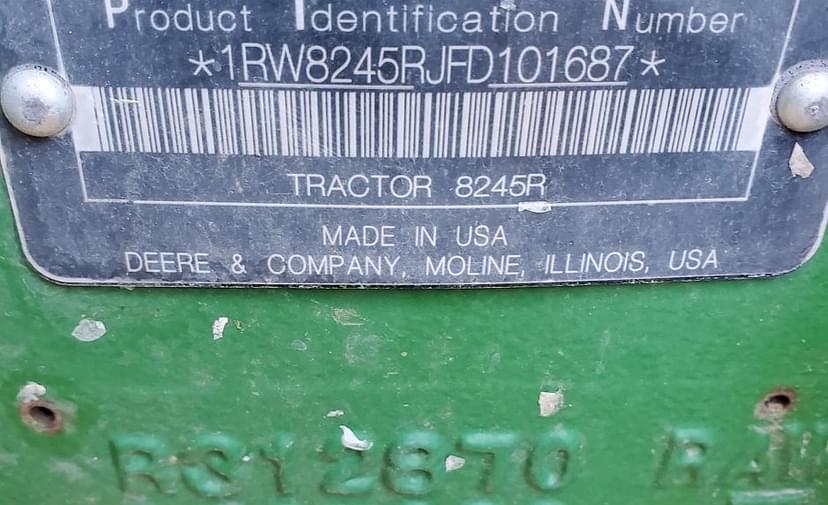 Product Identification Number
*1RW8245RJFD101687*
TRACTOR 8245R
MADE IN USA
DEERE & COMPANY, MOLINE, ILLINOIS, USA